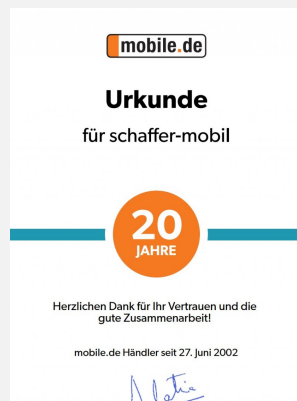 mobile.de
Urkunde
für schaffer-mobil
20
JAHRE
Herzlichen Dank für Ihr Vertrauen und die
gute Zusammenarbeit!
mobile.de Händler seit 27. Juni 2002